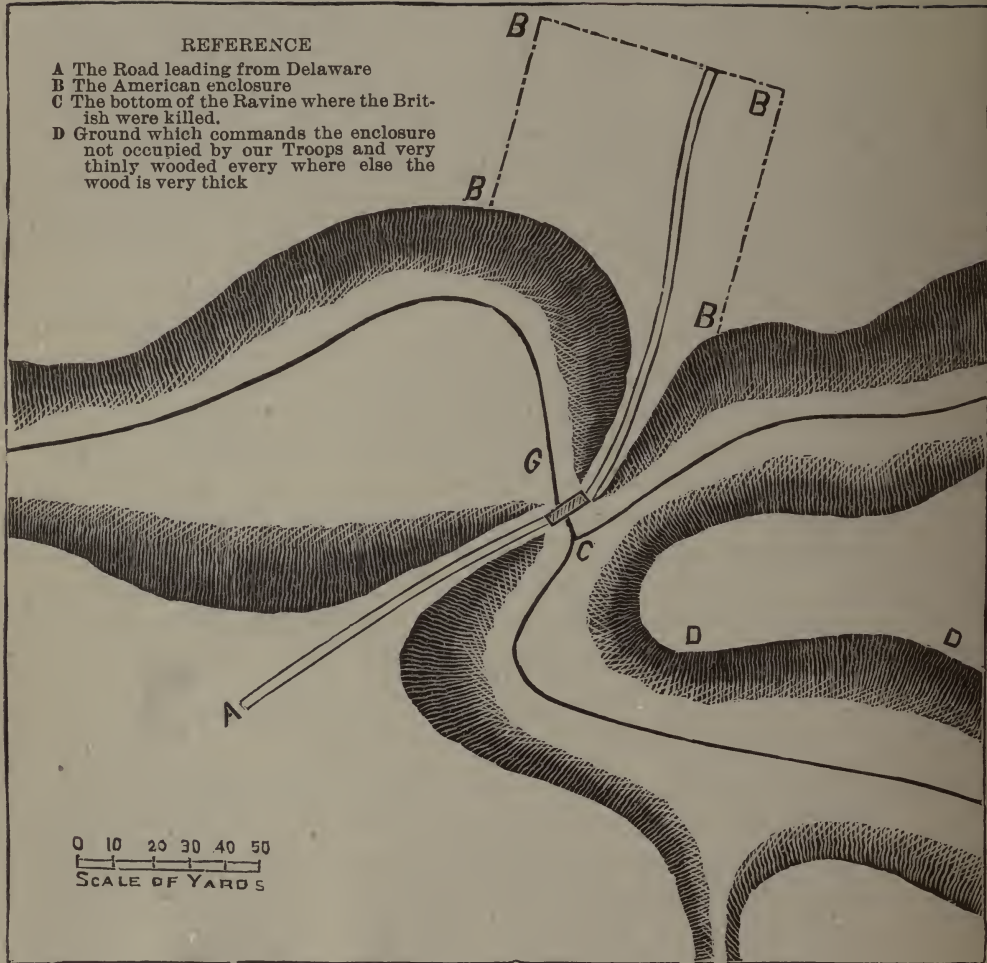 REFERENCE
A The Road leading from Delaware
B The American enclosure
C The bottom of the Ravine where the Brit-
ish were killed.
D Ground which commands the enclosure
not occupied by our Troops and very
thinly wooded every where else the
wood is very thick
B
B
B
B
G
C
D D
A
0 10 20 30 40 50
SCALE OF YARDS